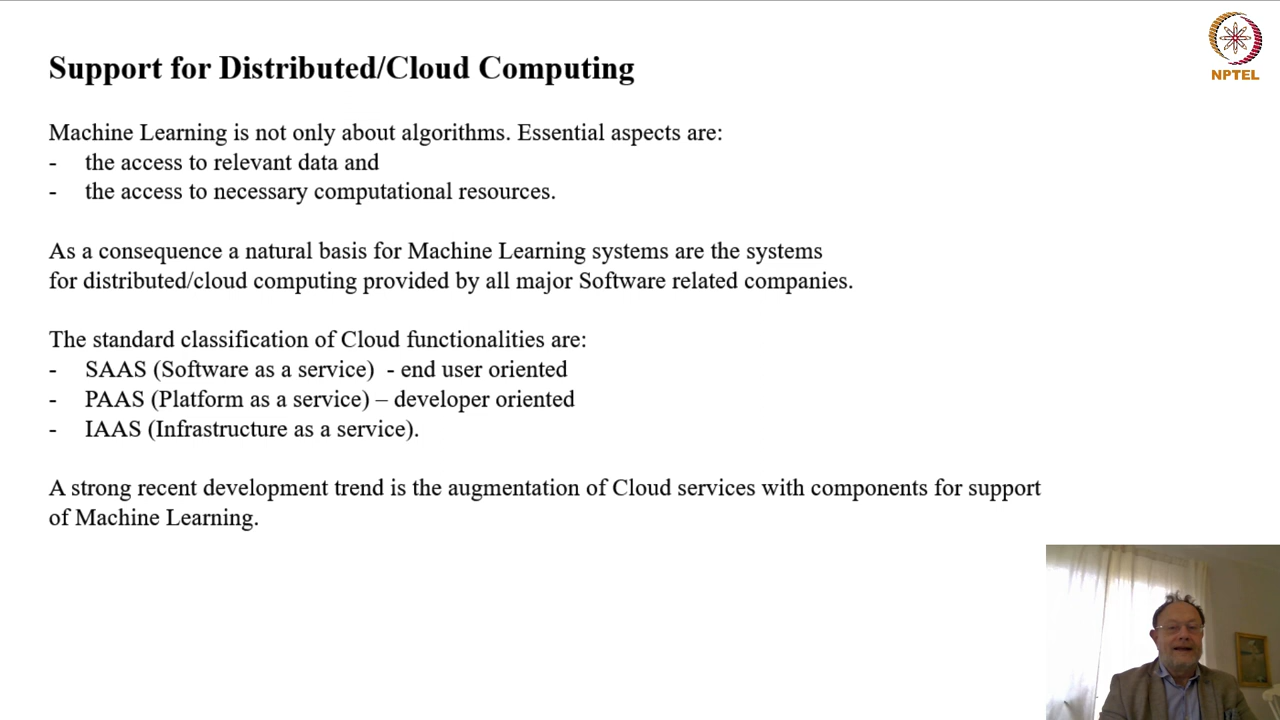 Support for Distributed/Cloud Computing
NPTEL
Machine Learning is not only about algorithms. Essential aspects are:
- the access to relevant data and
- the access to necessary computational resources.
As a consequence a natural basis for Machine Learning systems are the systems
for distributed/cloud computing provided by all major Software related companies.
The standard classification of Cloud functionalities are:
- SAAS (Software as a service)  - end user oriented
- PAAS (Platform as a service) – developer oriented
- IAAS (Infrastructure as a service).
A strong recent development trend is the augmentation of Cloud services with components for support
of Machine Learning.